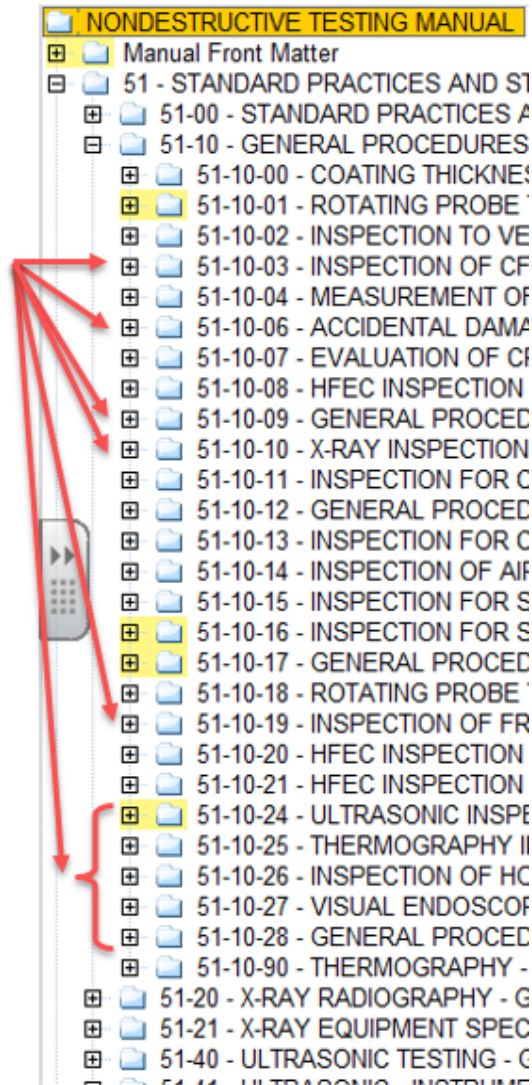 NONDESTRUCTIVE TESTING MANUAL
Manual Front Matter
51 - STANDARD PRACTICES AND ST
51-00 - STANDARD PRACTICES A
51-10 - GENERAL PROCEDURES
51-10-00 - COATING THICKNES
51-10-01 - ROTATING PROBE T
51-10-02 - INSPECTION TO VE
51-10-03 - INSPECTION OF CF
51-10-04 - MEASUREMENT OF
51-10-06 - ACCIDENTAL DAMA
51-10-07 - EVALUATION OF
51-10-08 - HFEC INSPECTION
51-10-09 - GENERAL PROCED
51-10-10 - X-RAY INSPECTION
51-10-11 - INSPECTION FOR
51-10-12 - GENERAL PROCED
51-10-13 - INSPECTION FOR
51-10-14 - INSPECTION OF AIR
51-10-15 - INSPECTION FOR S
51-10-16 - INSPECTION FOR S
51-10-17 - GENERAL PROCED
51-10-18 - ROTATING PROBE
51-10-19 - INSPECTION OF FR
51-10-20 - HFEC INSPECTION
51-10-21 - HFEC INSPECTION
51-10-24 - ULTRASONIC INSPE
51-10-25 - THERMOGRAPHY I
51-10-26 - INSPECTION OF HO
51-10-27 - VISUAL ENDOSCOP
51-10-28 - GENERAL PROCED
51-10-90 - THERMOGRAPHY -
51-20 - X-RAY RADIOGRAPHY - G
51-21 - X-RAY EQUIPMENT SPEC
51-40 - ULTRASONIC TESTING - G